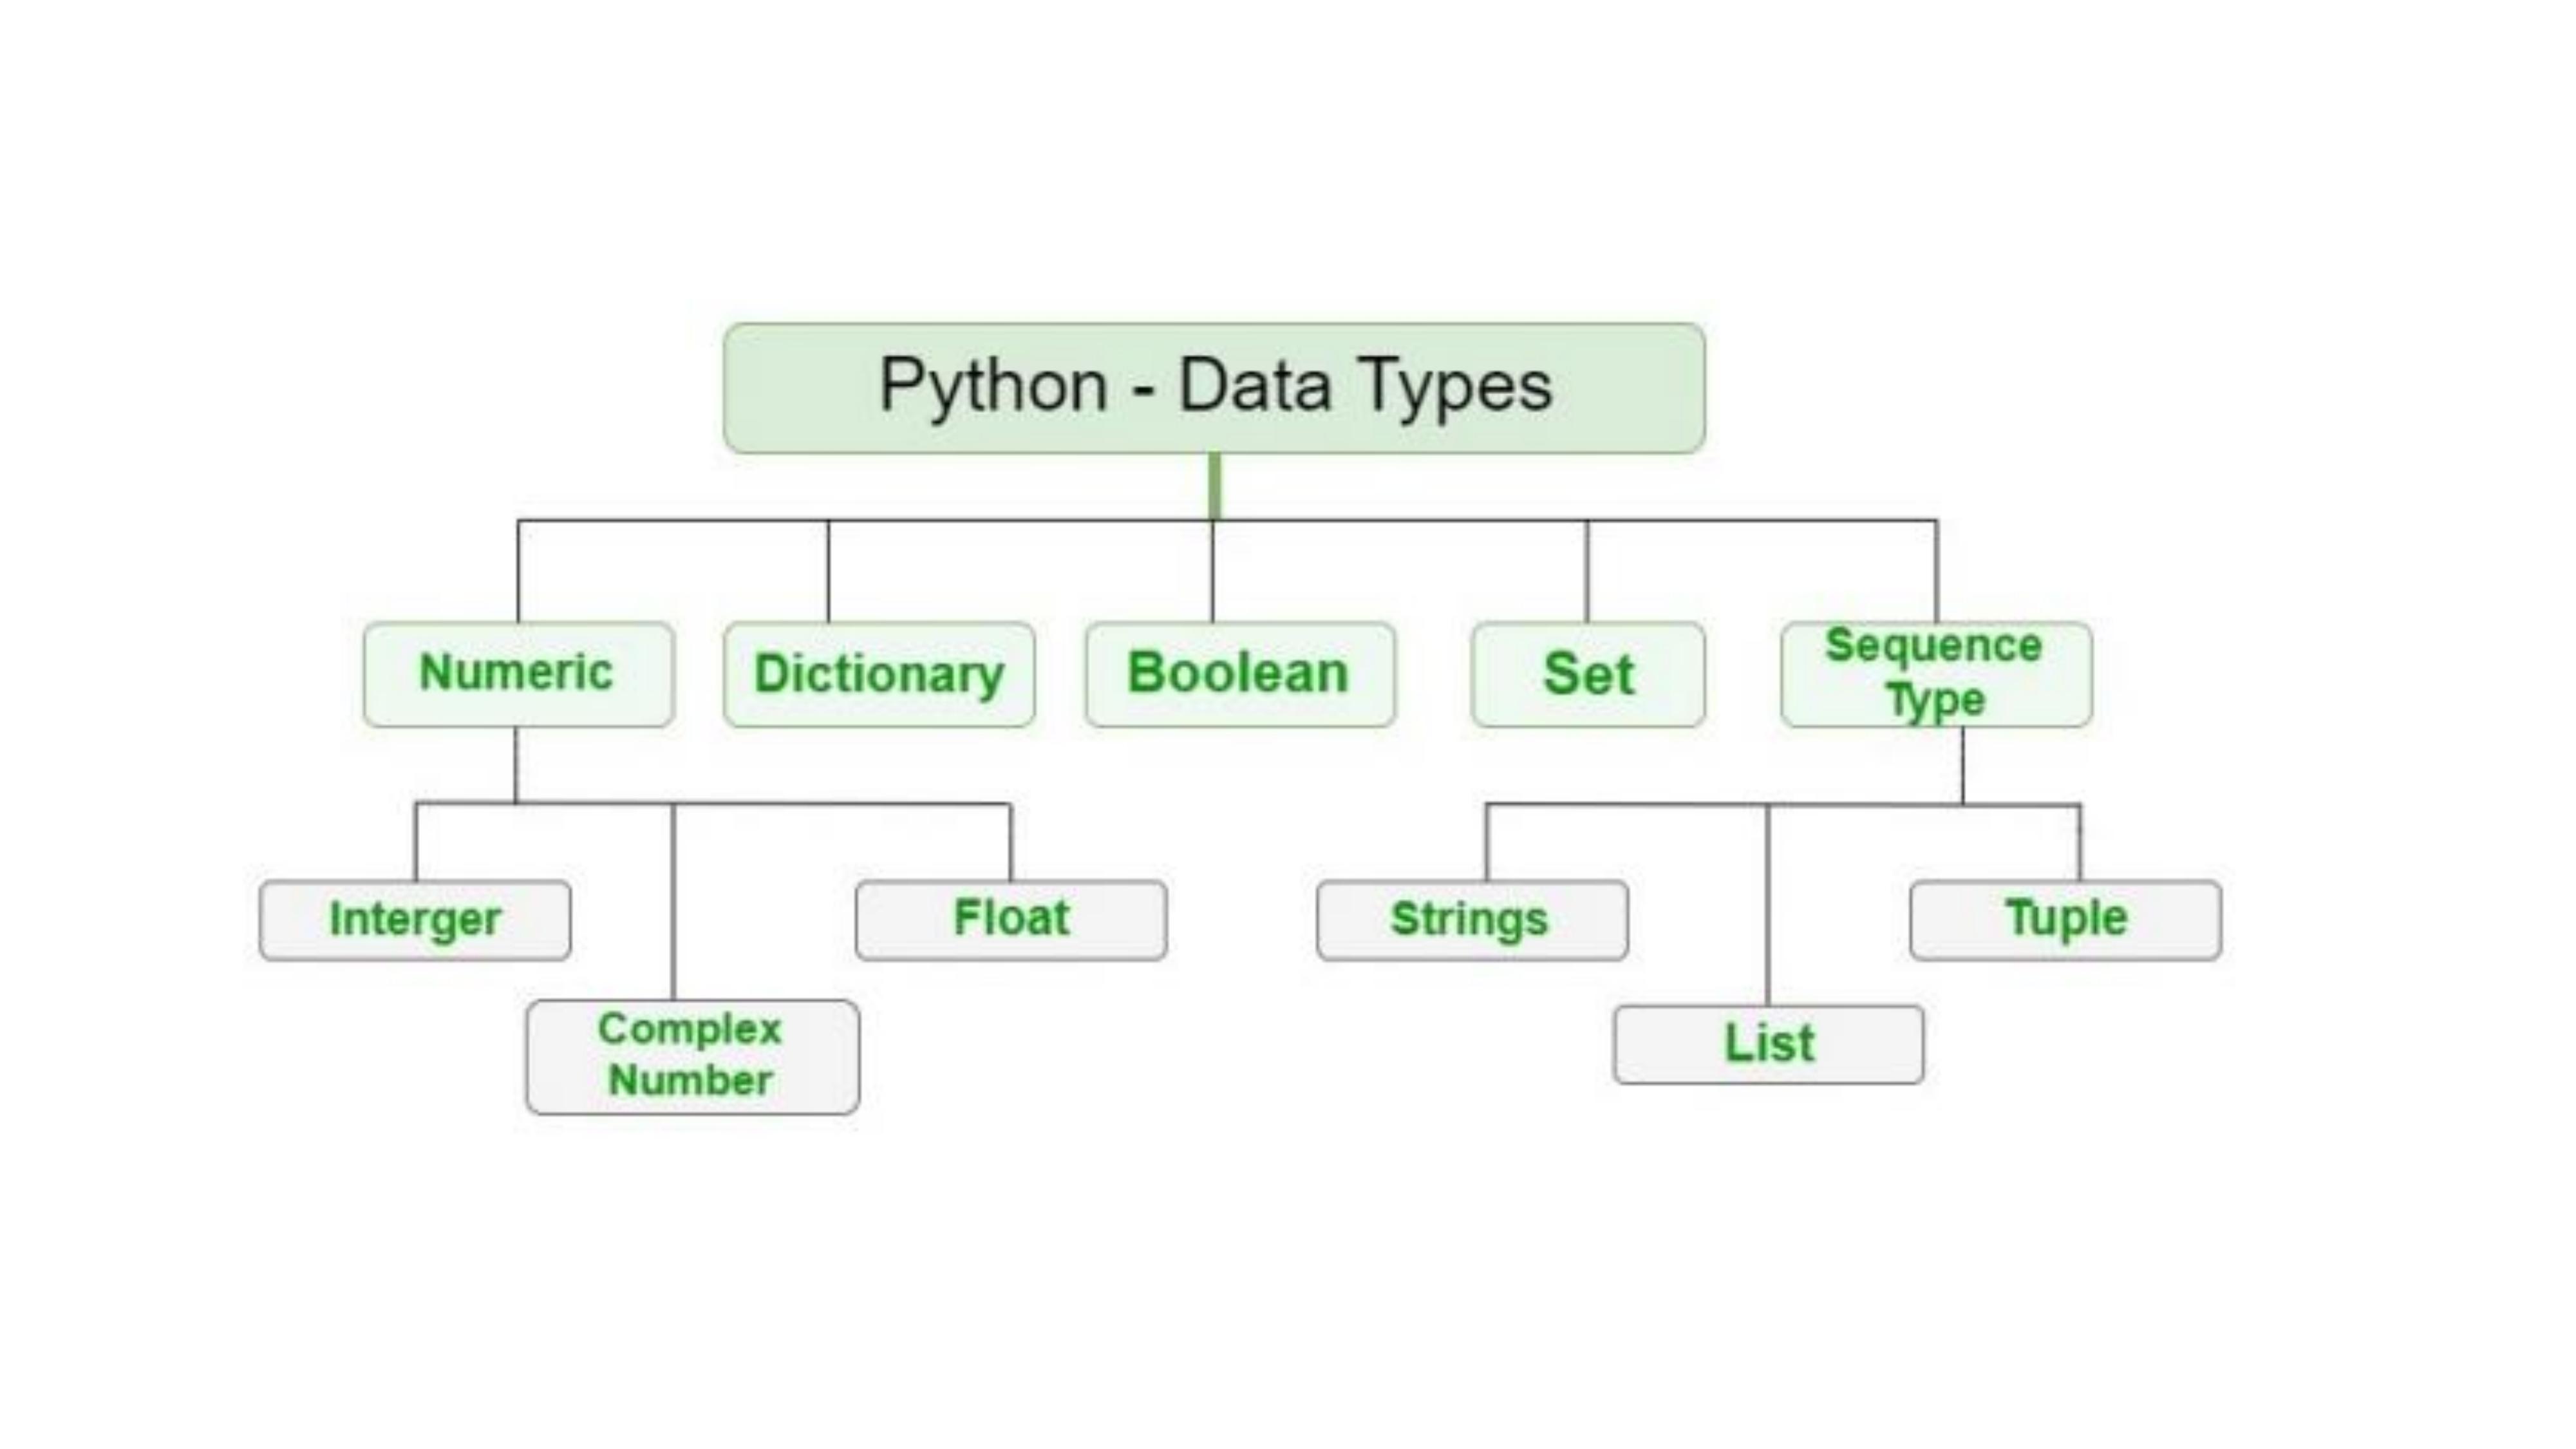 Python - Data Types
Numeric
Dictionary
Boolean
Set
Sequence
Type
Interger
Float
Strings
Tuple
Complex
Number
List